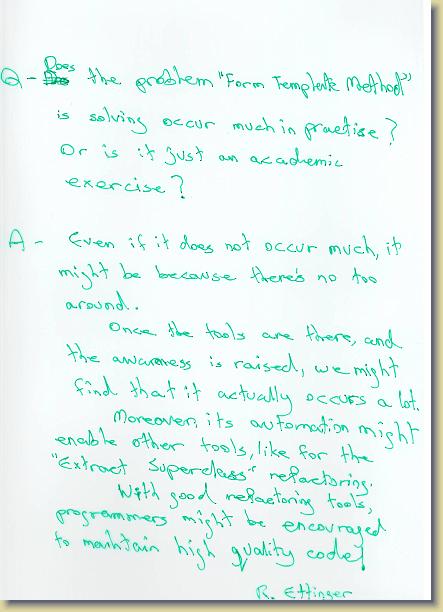 Q - Does the problem "Form Template Method"
is solving occur much in practise?
Or is it just an academic
exercise?
A - Even if it does not occur much, it
might be because there's no too
around.
Once the tools are there, and
the awareness is raised, we might
find that it actually occurs a lot.
Moreover, its automation might
enable other tools, like for the
"Extract Superclass" refactoring.
With good refactoring tools,
programmers might be encouraged
to maintain high quality code!
R. Ettinger